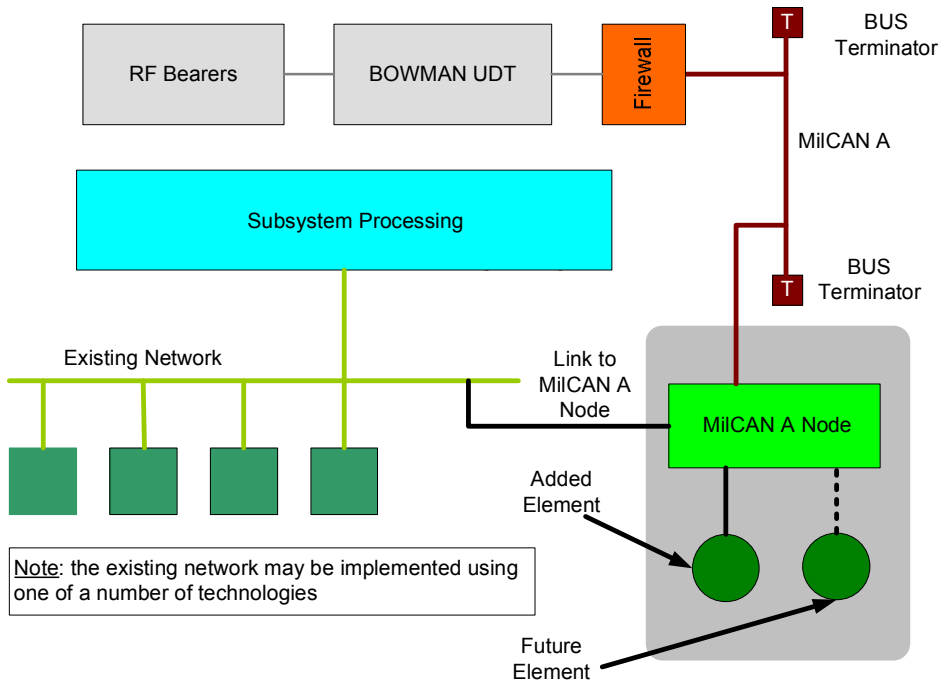 T
BUS
Terminator
RF Bearers
BOWMAN UDT
Firewall
MilCAN A
Subsystem Processing
T
BUS
Terminator
Existing Network
Link to
MilCAN A
Node
MilCAN A Node
Added
Element
Note: the existing network may be implemented using
one of a number of technologies
Future
Element